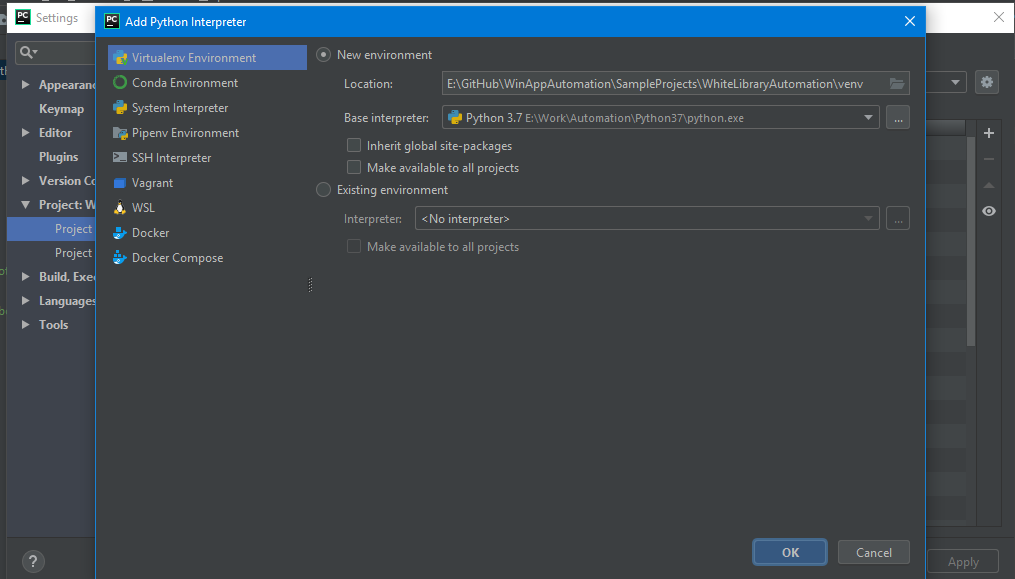 PC Settings
PC Add Python Interpreter
Appearanc
Keymap
Editor
Plugins
Version Co
Project: W
Project
Project
Build, Exec
Languages
Tools
Virtualenv Environment
Conda Environment
System Interpreter
Pipenv Environment
SSH Interpreter
Vagrant
WSL
Docker
Docker Compose
New environment
Location: E:\GitHub\WinAppAutomation\SampleProjects\WhiteLibraryAutomation\venv
Base interpreter: Python 3.7 E:\Work\Automation\Python37\python.exe ...
Inherit global site-packages
Make available to all projects
Existing environment
Interpreter: <No interpreter> ...
Make available to all projects
? OK Cancel Apply